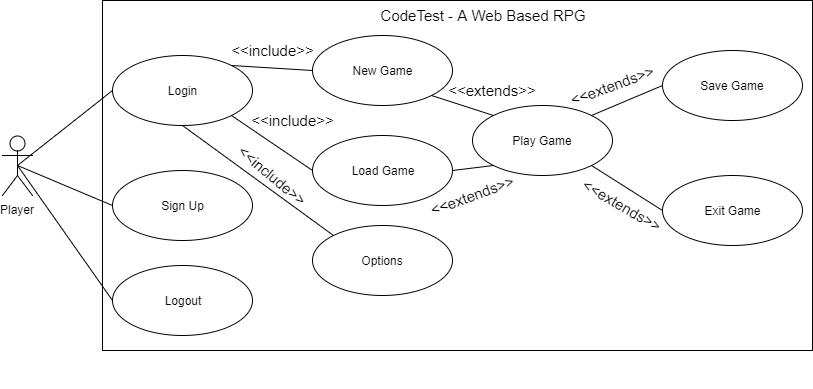 CodeTest - A Web Based RPG
<<include>>
New Game
<<extends>>
<<extends>>
Save Game
Login
<<include>>
Play Game
<<include>>
Load Game
<<extends>>
<<extends>>
Player
Sign Up
Exit Game
Options
Logout